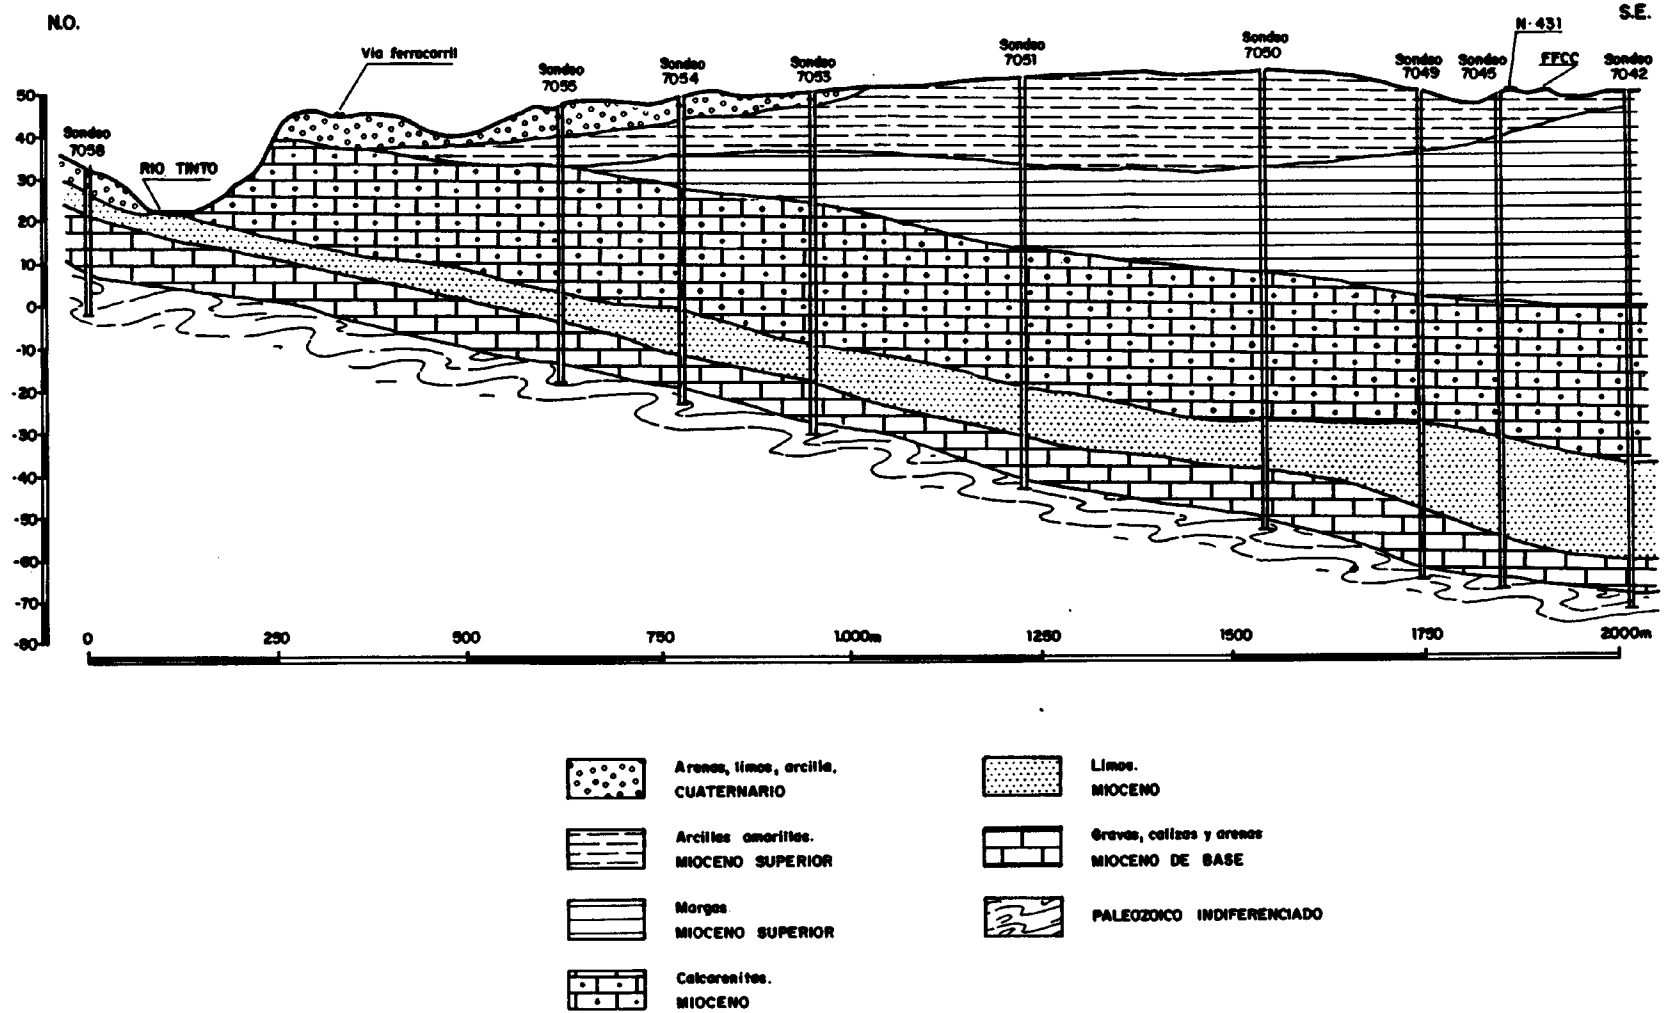 N.O.
S.E.
Via ferrocarril
N-431
FFCC
Sondeo
7056
RIO TINTO
Sondeo
7055
Sondeo
7054
Sondeo
7053
Sondeo
7051
Sondeo
7050
Sondeo
7049
Sondeo
7045
Sondeo
7042
50
40
30
20
10
0
-10
-20
-30
-40
-50
-60
-70
-80
0
250
500
750
1.000m
1250
1500
1750
2000m
Arenas, limos, arcilla.
CUATERNARIO
Arcillas amarillas.
MIOCENO SUPERIOR
Margas
MIOCENO SUPERIOR
Calcarenitas.
MIOCENO
Limos.
MIOCENO
Gravas, calizas y arenas
MIOCENO DE BASE
PALEOZOICO INDIFERENCIADO